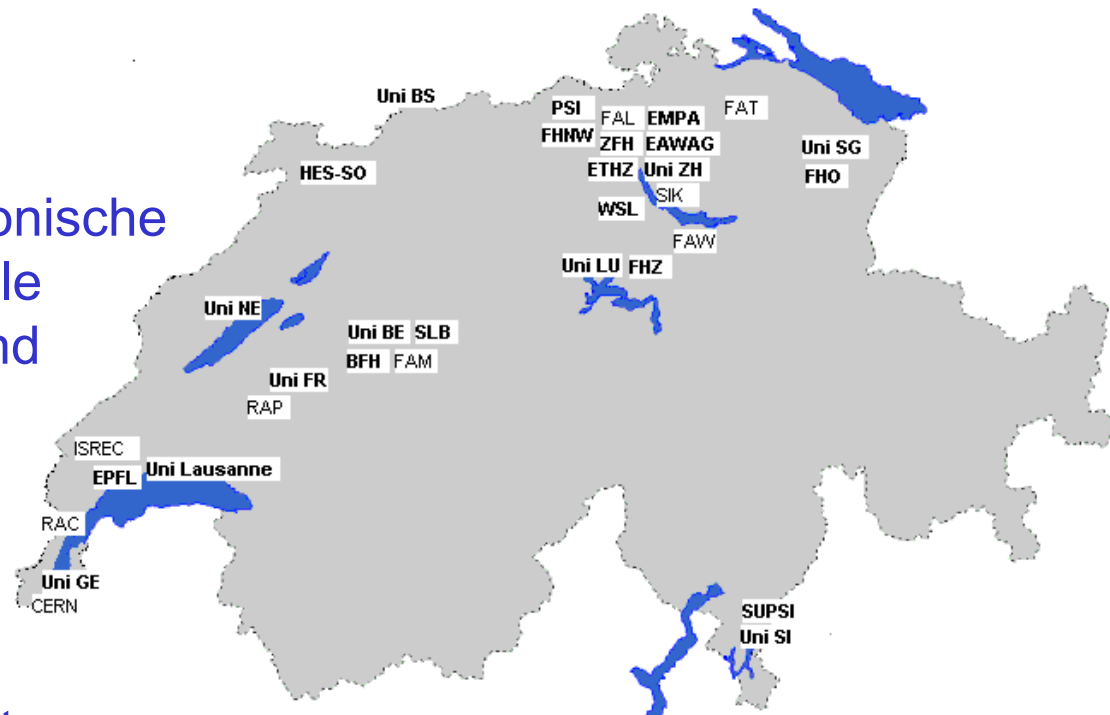 onische
le
nd
Uni BS
PSI
FHNW
FAL
EMPA
FAT
ZFH
EAWAG
Uni SG
FHO
HES-SO
ETHZ
Uni ZH
SIK
WSL
FAW
Uni LU
FHZ
Uni NE
Uni BE
SLB
BFH
FAM
Uni FR
RAP
ISREC
EPFL
Uni Lausanne
RAC
Uni GE
CERN
SUPSI
Uni SI